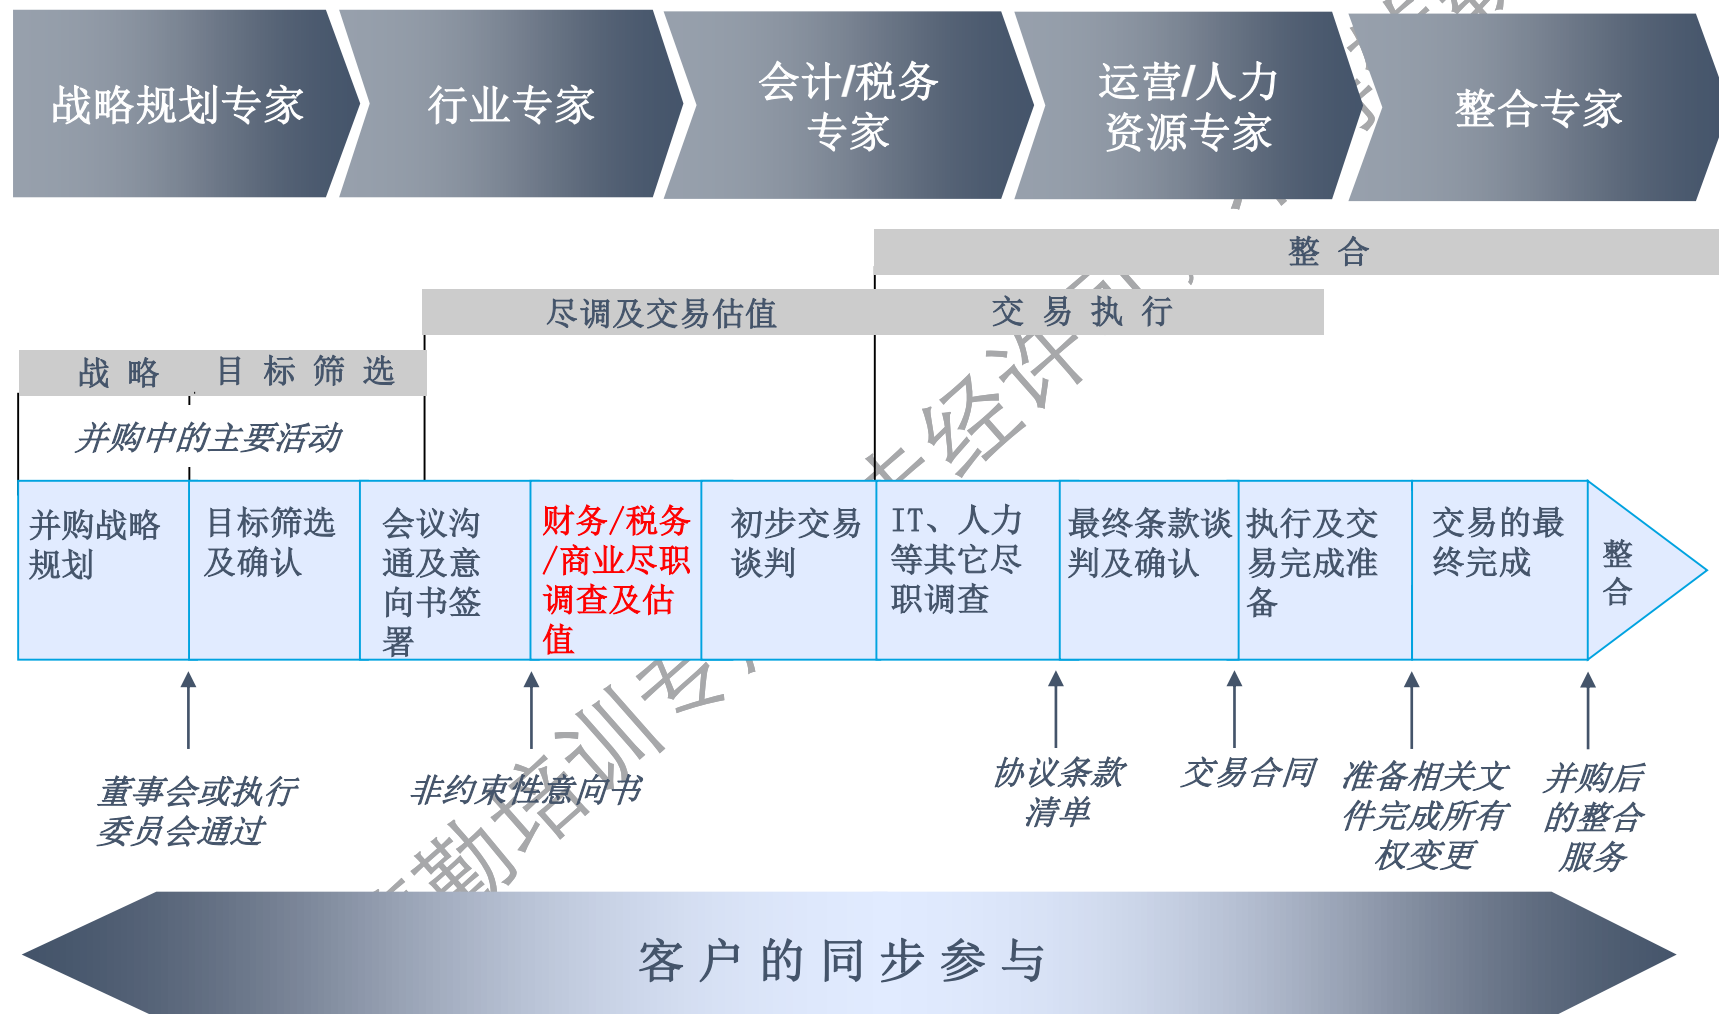 战略规划专家
行业专家
会计/税务
专家
运营/人力
资源专家
整合专家
整 合
尽调及交易估值
交 易 执 行
战 略
目 标 筛 选
并购中的主要活动
并购战略
规划
目标筛选
及确认
会议沟
通及意
向书签
署
财务/税务
/商业尽职
调查及估
值
初步交易
谈判
IT、人力
等其它尽
职调查
最终条款谈
判及确认
执行及交
易完成准
备
交易的最
终完成
整
合
董事会或执行
委员会通过
非约束性意向书
协议条款
清单
交易合同
准备相关文
件完成所有
权变更
并购后
的整合
服务
客 户 的 同 步 参 与
勤培训专
经许